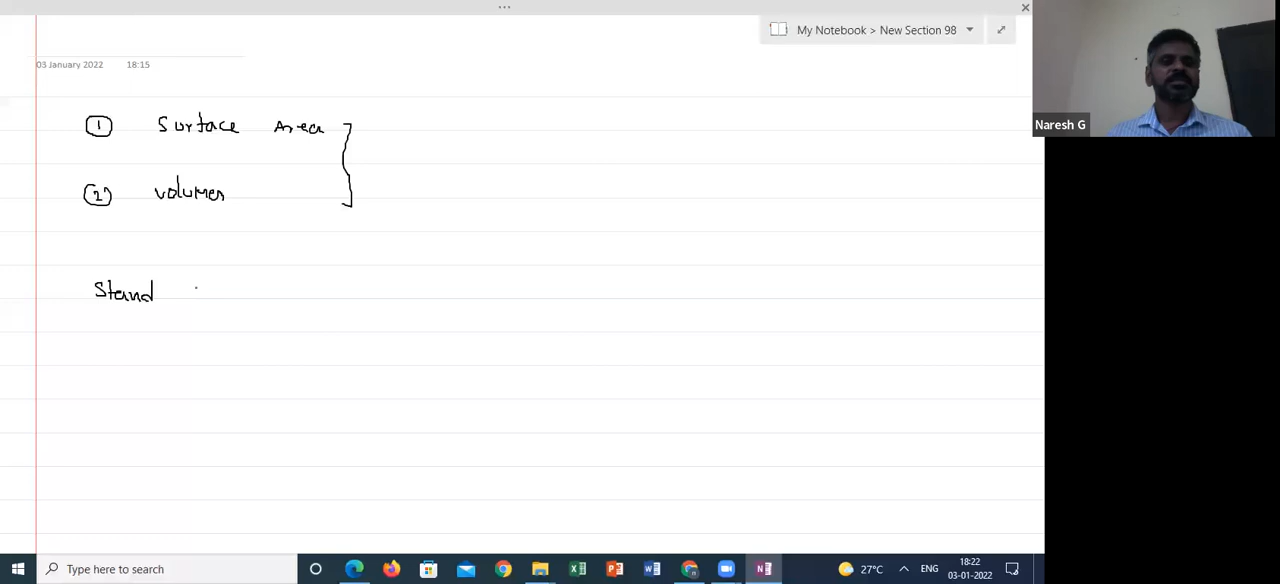 My Notebook > New Section 98
03 January 2022 18:15
Naresh G
① Surface Area
② volumes
Stand
Type here to search
27°C ENG 18:22
03-01-2022